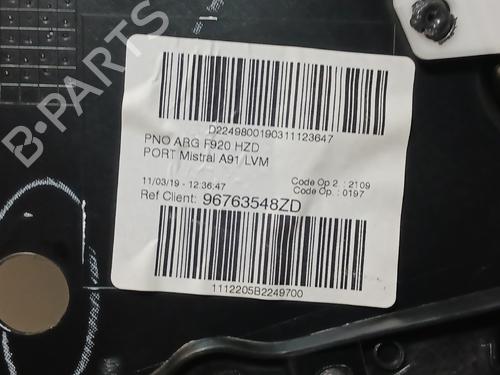 B-PARTS
D2249800190311123647
PNO ARG F920 HZD
PORT Mistral A91 LVM
11/03/19 - 12:36:47
Code Op 2. : 2109
Code Op. : 0197
Ref Client: 96763548ZD
1112205B2249700